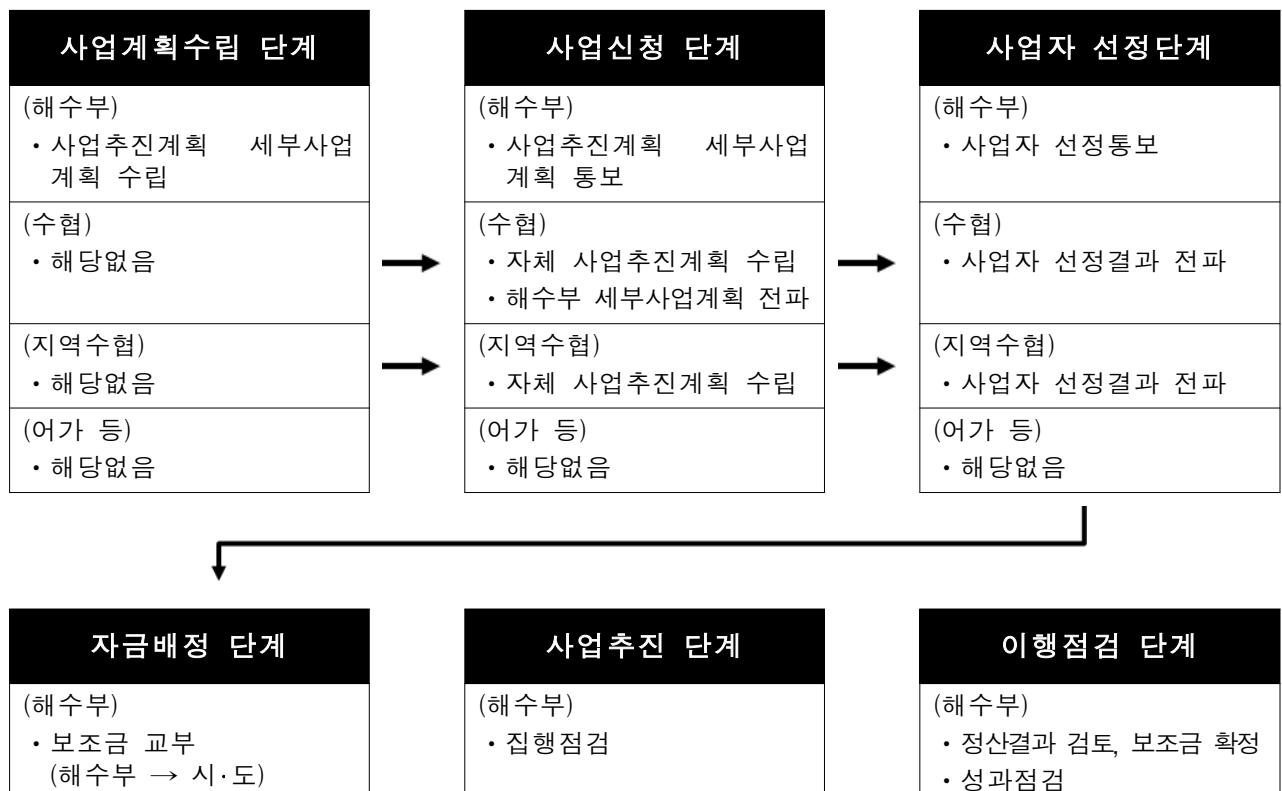 사업계획수립 단계
(해수부)
・사업추진계획 세부사업
계획 수립
(수협)
・해당없음
(지역수협)
・해당없음
(어가 등)
・해당없음
사업신청 단계
(해수부)
・사업추진계획 세부사업
계획 통보
(수협)
・자체 사업추진계획 수립
・해수부 세부사업계획 전파
(지역수협)
・자체 사업추진계획 수립
(어가 등)
・해당없음
사업자 선정단계
(해수부)
・사업자 선정통보
(수협)
・사업자 선정결과 전파
(지역수협)
・사업자 선정결과 전파
(어가 등)
・해당없음
자금배정 단계
(해수부)
・보조금 교부
(해수부 → 시·도)
사업추진 단계
(해수부)
・집행점검
이행점검 단계
(해수부)
・정산결과 검토, 보조금 확정
・성과점검